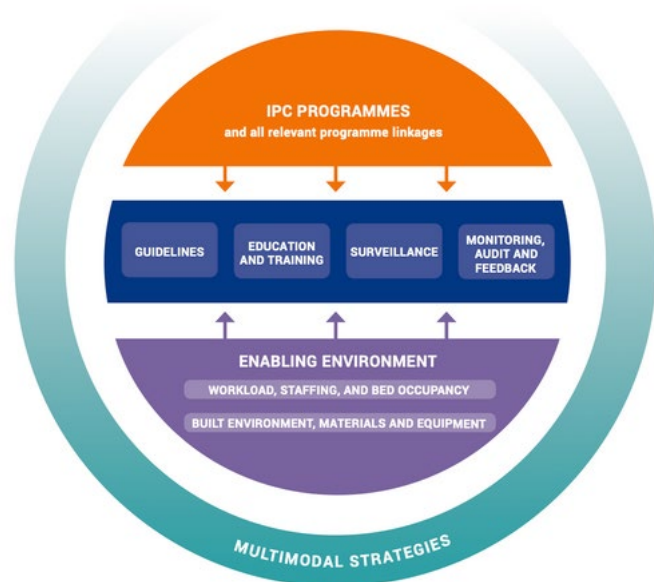 IPC PROGRAMMES
and all relevant programme linkages
GUIDELINES
EDUCATION
AND TRAINING
SURVEILLANCE
MONITORING,
AUDIT AND
FEEDBACK
ENABLING ENVIRONMENT
WORKLOAD, STAFFING, AND BED OCCUPANCY
BUILT ENVIRONMENT, MATERIALS AND EQUIPMENT
MULTIMODAL STRATEGIES